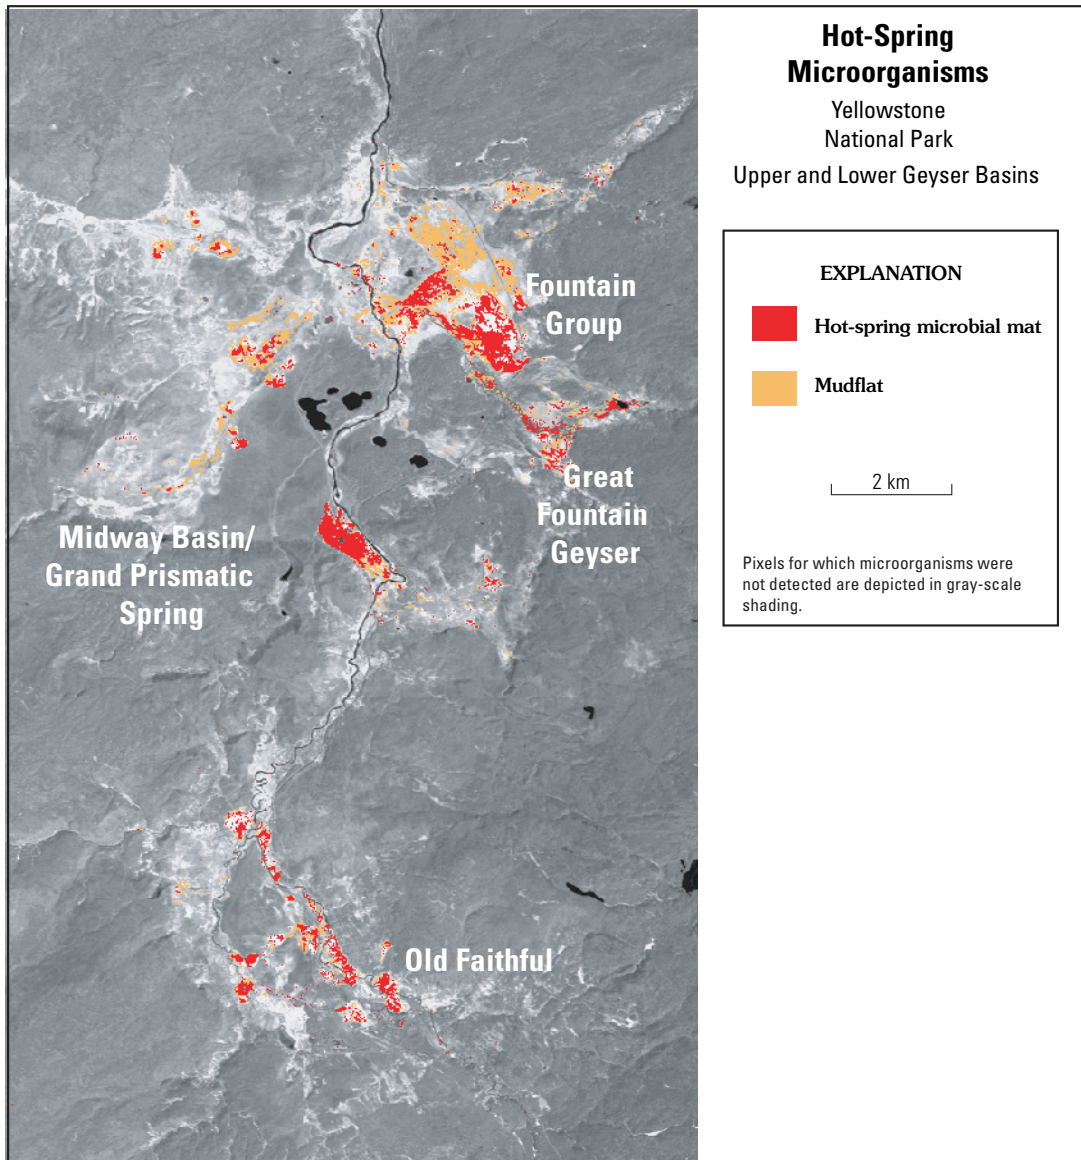 Hot-Spring
Microorganisms
Yellowstone
National Park
Upper and Lower Geyser Basins
EXPLANATION
Hot-spring microbial mat
Mudflat
2 km
Pixels for which microorganisms were
not detected are depicted in gray-scale
shading.
Fountain
Group
Great
Fountain
Geyser
Midway Basin/
Grand Prismatic
Spring
Old Faithful